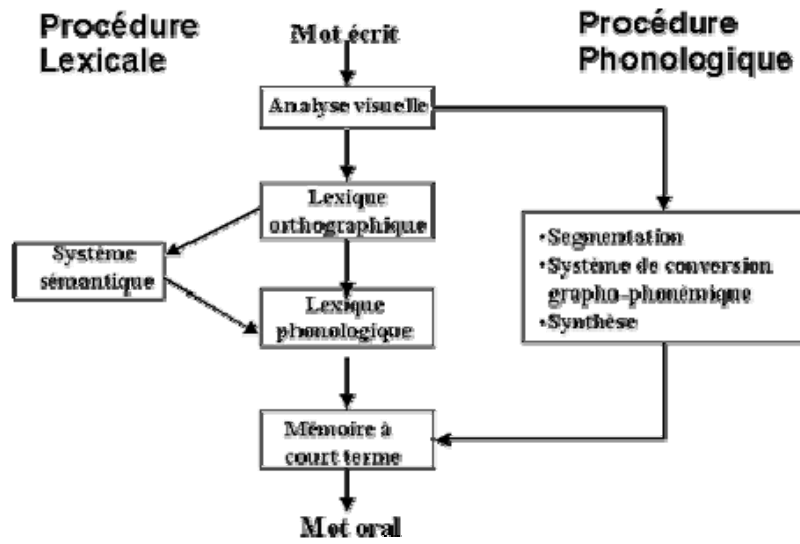 Procédure
Lexicale
Mot écrit
Procédure
Phonologique
Analyse visuelle
Lexique
orthographique
Système
sémantique
Lexique
phonologique
•Segmentation
•Système de conversion
grapho-phonémique
•Synthèse
Mémoire à
court terme
Mot oral